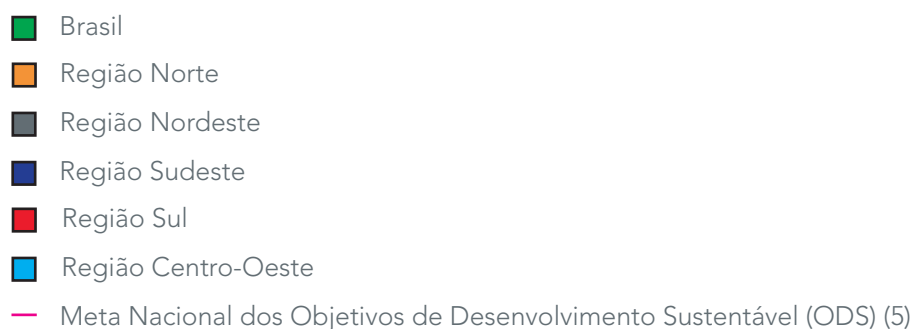 Brasil
Região Norte
Região Nordeste
Região Sudeste
Região Sul
Região Centro-Oeste
Meta Nacional dos Objetivos de Desenvolvimento Sustentável (ODS) (5)